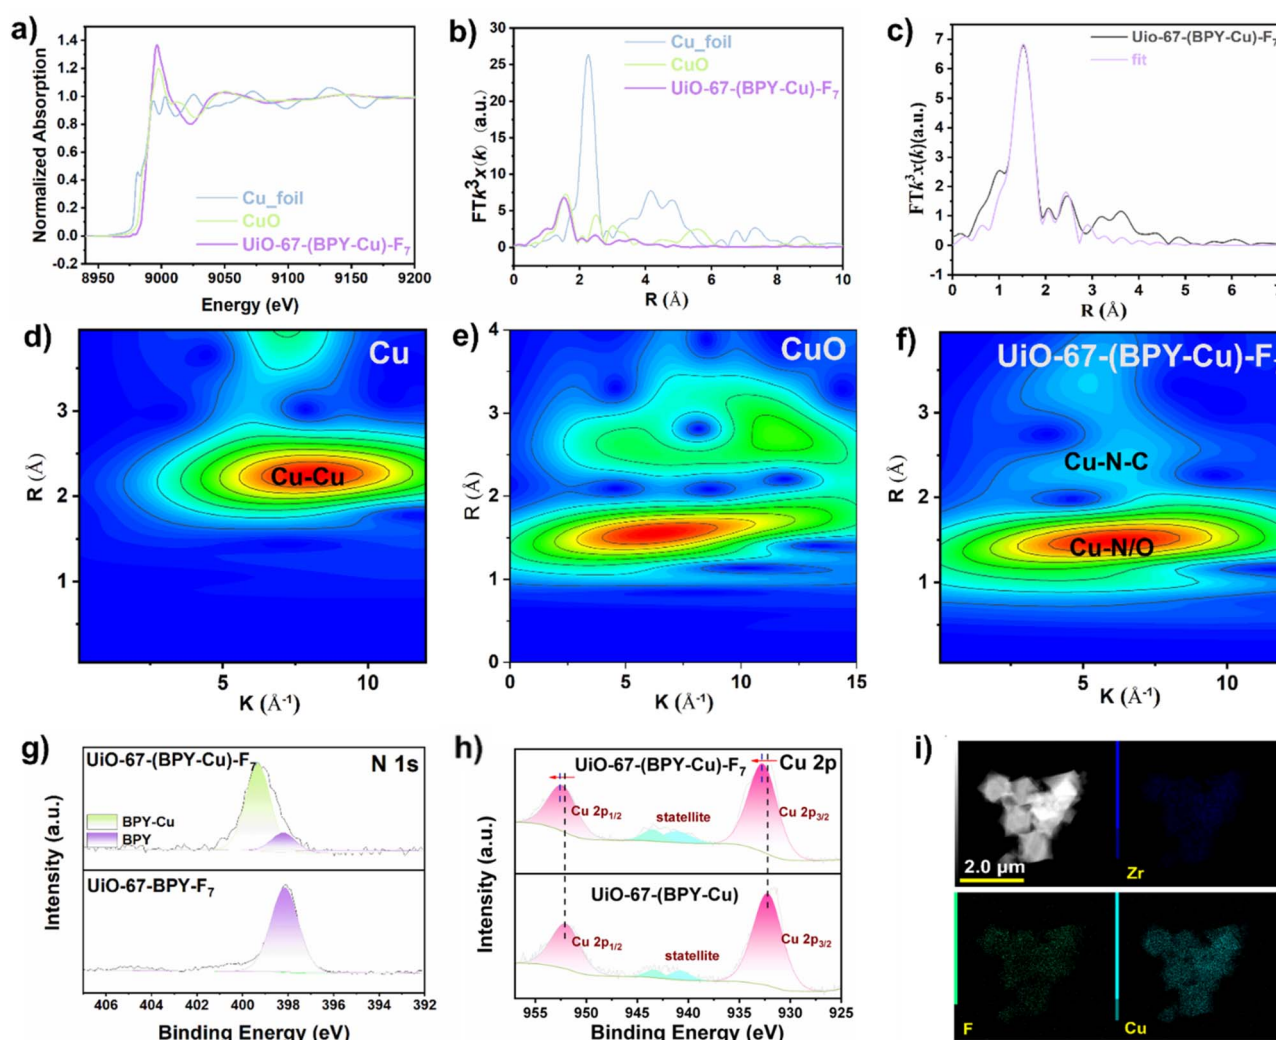 a)
Normalized Absorption
1.4
1.2
1.0
0.8
0.6
0.4
0.2
0.0
-0.2
8950 9000 9050 9100 9150 9200
Energy (eV)
Cu_foil
CuO
UiO-67-(BPY-Cu)-F7
b)
FTk³x(k) (a.u.)
30
25
20
15
10
5
0
0 2 4 6 8 10
R (Å)
Cu_foil
CuO
UiO-67-(BPY-Cu)-F7
c)
FTk³x(k)(a.u.)
7
6
5
4
3
2
1
0
-1
0 1 2 3 4 5 6 7
R (Å)
Uio-67-(BPY-Cu)-F7
fit
d)
Cu
R (Å)
3
2
1
5 10
K (Å⁻¹)
Cu-Cu
e)
CuO
R (Å)
4
3
2
1
0
0 5 10 15
K (Å⁻¹)
f)
UiO-67-(BPY-Cu)-F7
R (Å)
3
2
1
5 10
K (Å⁻¹)
Cu-N-C
Cu-N/O
g)
UiO-67-(BPY-Cu)-F7
N 1s
BPY-Cu
BPY
UiO-67-BPY-F7
Intensity (a.u.)
406 404 402 400 398 396 394 392
Binding Energy (eV)
h)
UiO-67-(BPY-Cu)-F7 Cu 2p
Cu 2p1/2
statellite
Cu 2p3/2
UiO-67-(BPY-Cu)
Cu 2p1/2
statellite
Cu 2p3/2
Intensity (a.u.)
955 950 945 940 935 930 925
Binding Energy (eV)
i)
2.0 μm
Zr
F
Cu